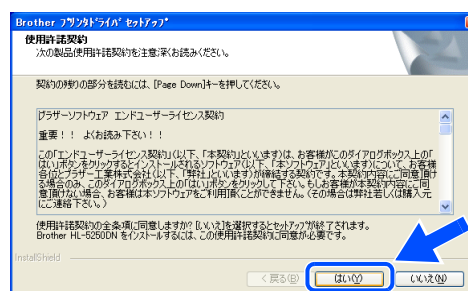 Brother プリンタドライバ セットアップ
使用許諾契約
次の製品使用許諾契約を注意深くお読みください。
契約の残りの部分を読むには、[Page Down]キーを押してください。
ブラザーソフトウェア エンドユーザーライセンス契約
重要！！ よくお読み下さい！！
この「エンドユーザーライセンス契約」(以下、「本契約」といいます)は、お客様がこのダイアログボックス上の「
はい」ボタンをクリックするとインストールされるソフトウェア(以下、「本ソフトウェア」といいます)について、お客様
各位とブラザー工業株式会社(以下、「弊社」といいます)が締結する契約です。本契約内容にご同意頂け
る場合のみ、このダイアログボックス上の「はい」ボタンをクリックして下さい。もしお客様が本契約内容にご同
意頂けない場合、お客様は本ソフトウェアをご利用頂くことができません。(その場合は弊社若しくは購入元
にご連絡下さい。)
使用許諾契約の全条項に同意しますか? [いいえ]を選択するとセットアップが終了されます。
Brother HL-5250DN をインストールするには、この使用許諾契約に同意が必要です。
InstallShield
< 戻る(B)
はい(Y)
いいえ(N)